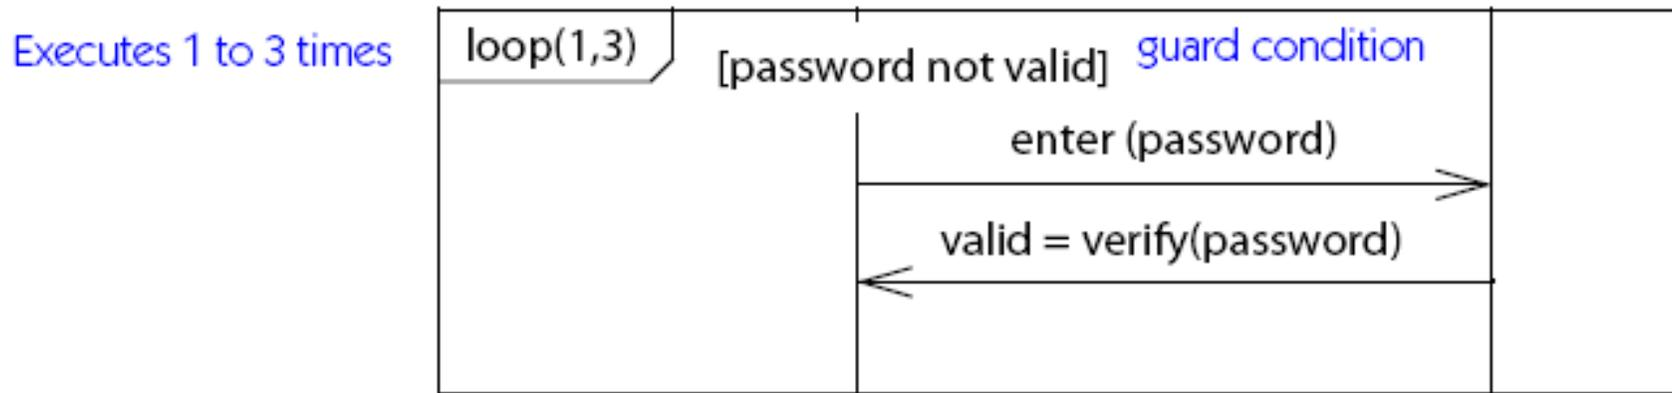 Executes 1 to 3 times
loop(1,3)
[password not valid]
guard condition
enter (password)
valid = verify(password)